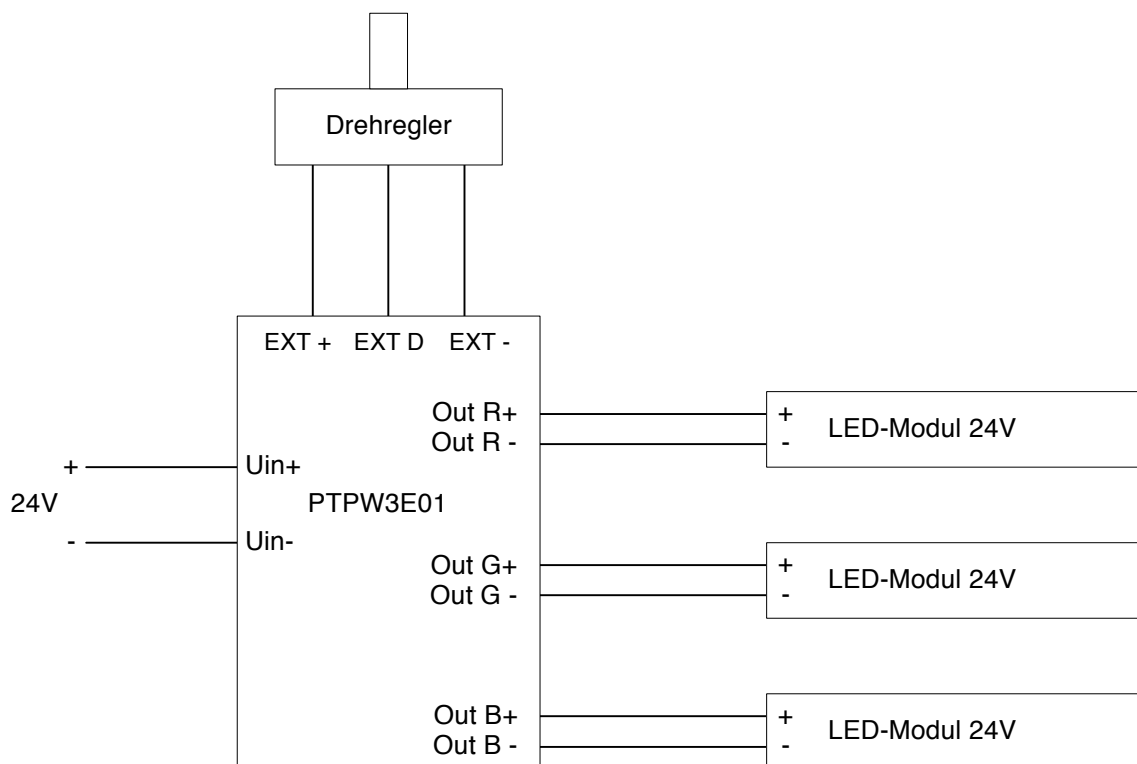 Drehregler
EXT + EXT D EXT -
Out R+
Out R -
+ LED-Modul 24V
-
+ Uin+
24V PTPW3E01
- Uin-
Out G+
Out G -
+ LED-Modul 24V
-
Out B+
Out B -
+ LED-Modul 24V
-